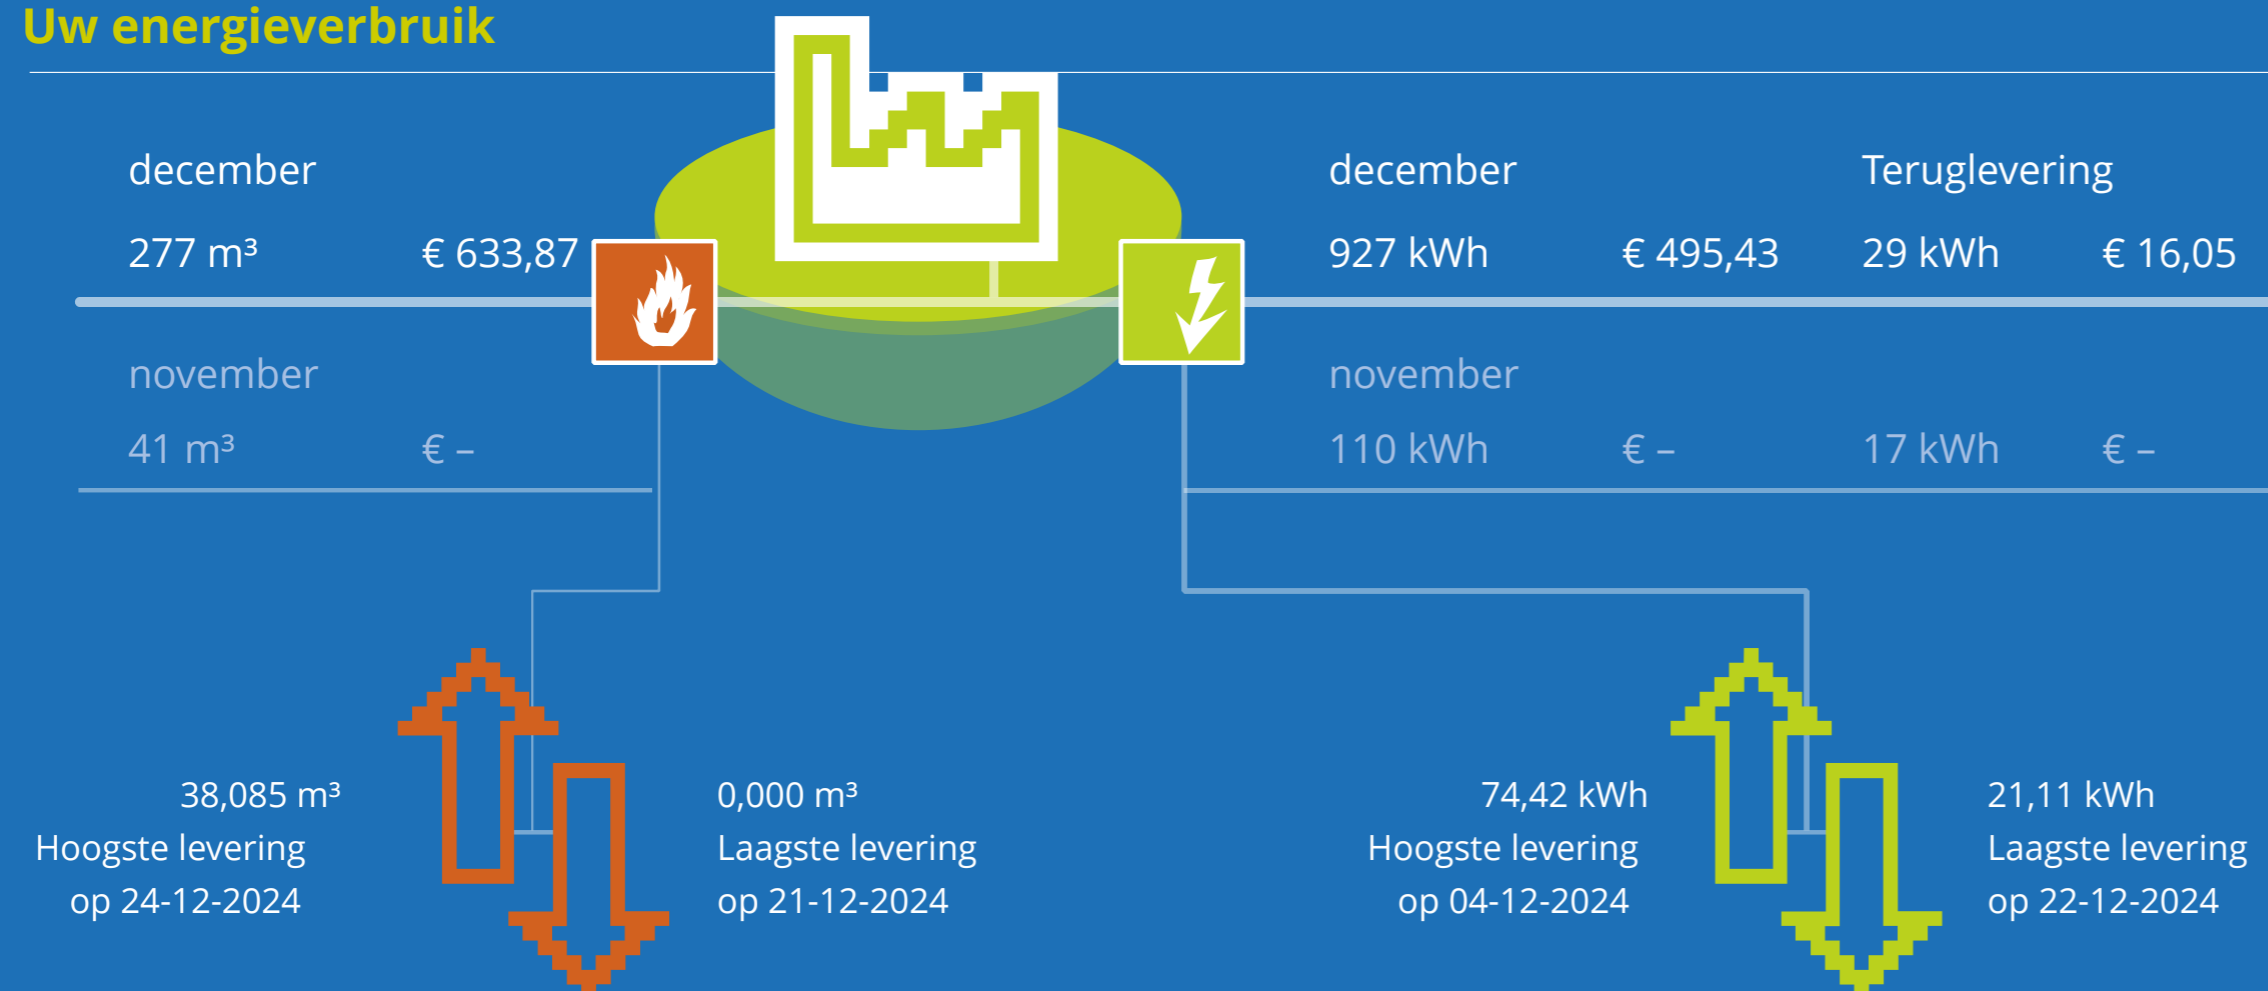 Uw energieverbruik
december
277 m³ € 633,87
november
41 m³ € –
december Teruglevering
927 kWh € 495,43 29 kWh € 16,05
november
110 kWh € – 17 kWh € –
38,085 m³
Hoogste levering
op 24-12-2024
0,000 m³
Laagste levering
op 21-12-2024
74,42 kWh
Hoogste levering
op 04-12-2024
21,11 kWh
Laagste levering
op 22-12-2024